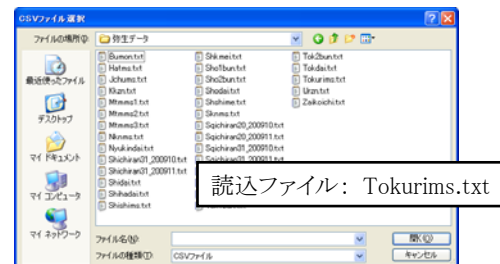 CSVファイル選択
ファイルの場所(I):
弥生データ
最近使ったファイル
デスクトップ
マイ ドキュメント
マイ コンピュータ
マイ ネットワーク
Bumon.txt
Hatms.txt
Jchums.txt
Kkzn.txt
Mtmms1.txt
Mtmms2.txt
Mtmms3.txt
Nknms.txt
Nyukindai.txt
Shichiran31_200910.txt
Shichiran31_200911.txt
Shidai.txt
Shihadai.txt
Shishims.txt
Shkmei.txt
Sho1bun.txt
Sho2bun.txt
Shodai.txt
Shshime.txt
Sknms.txt
Sqichiran20_200910.txt
Sqichiran20_200911.txt
Sqichiran31_200910.txt
Tok2bun.txt
Tokdai.txt
Tokurims.txt
Urzn.txt
Zaikoichi.txt
読込ファイル: Tokurims.txt
ファイル名(N):
開く(O)
ファイルの種類(T):
CSVファイル
キャンセル